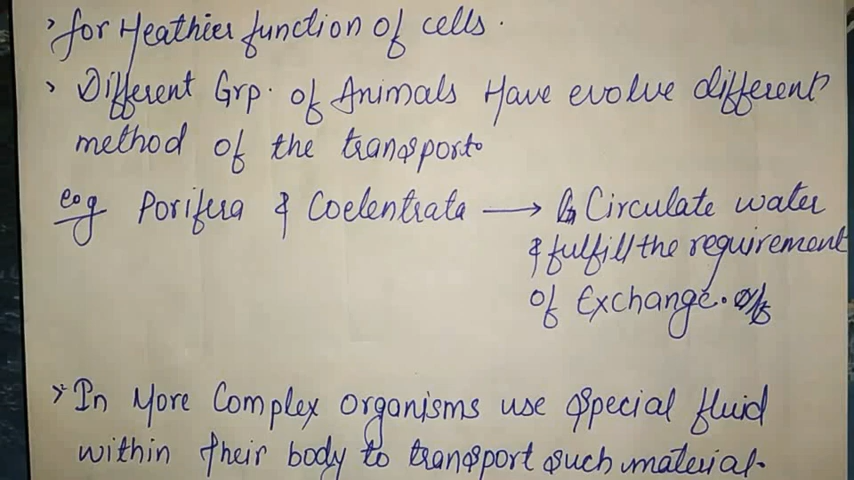 > for Heathier function of cells.
> Different Grp. of Animals Have evolve different
method of the transport.
e.g Porifera & Coelentrata → Circulate water
& fulfill the requirement
of Exchange.
> In More Complex organisms use special fluid
within their body to transport such material.